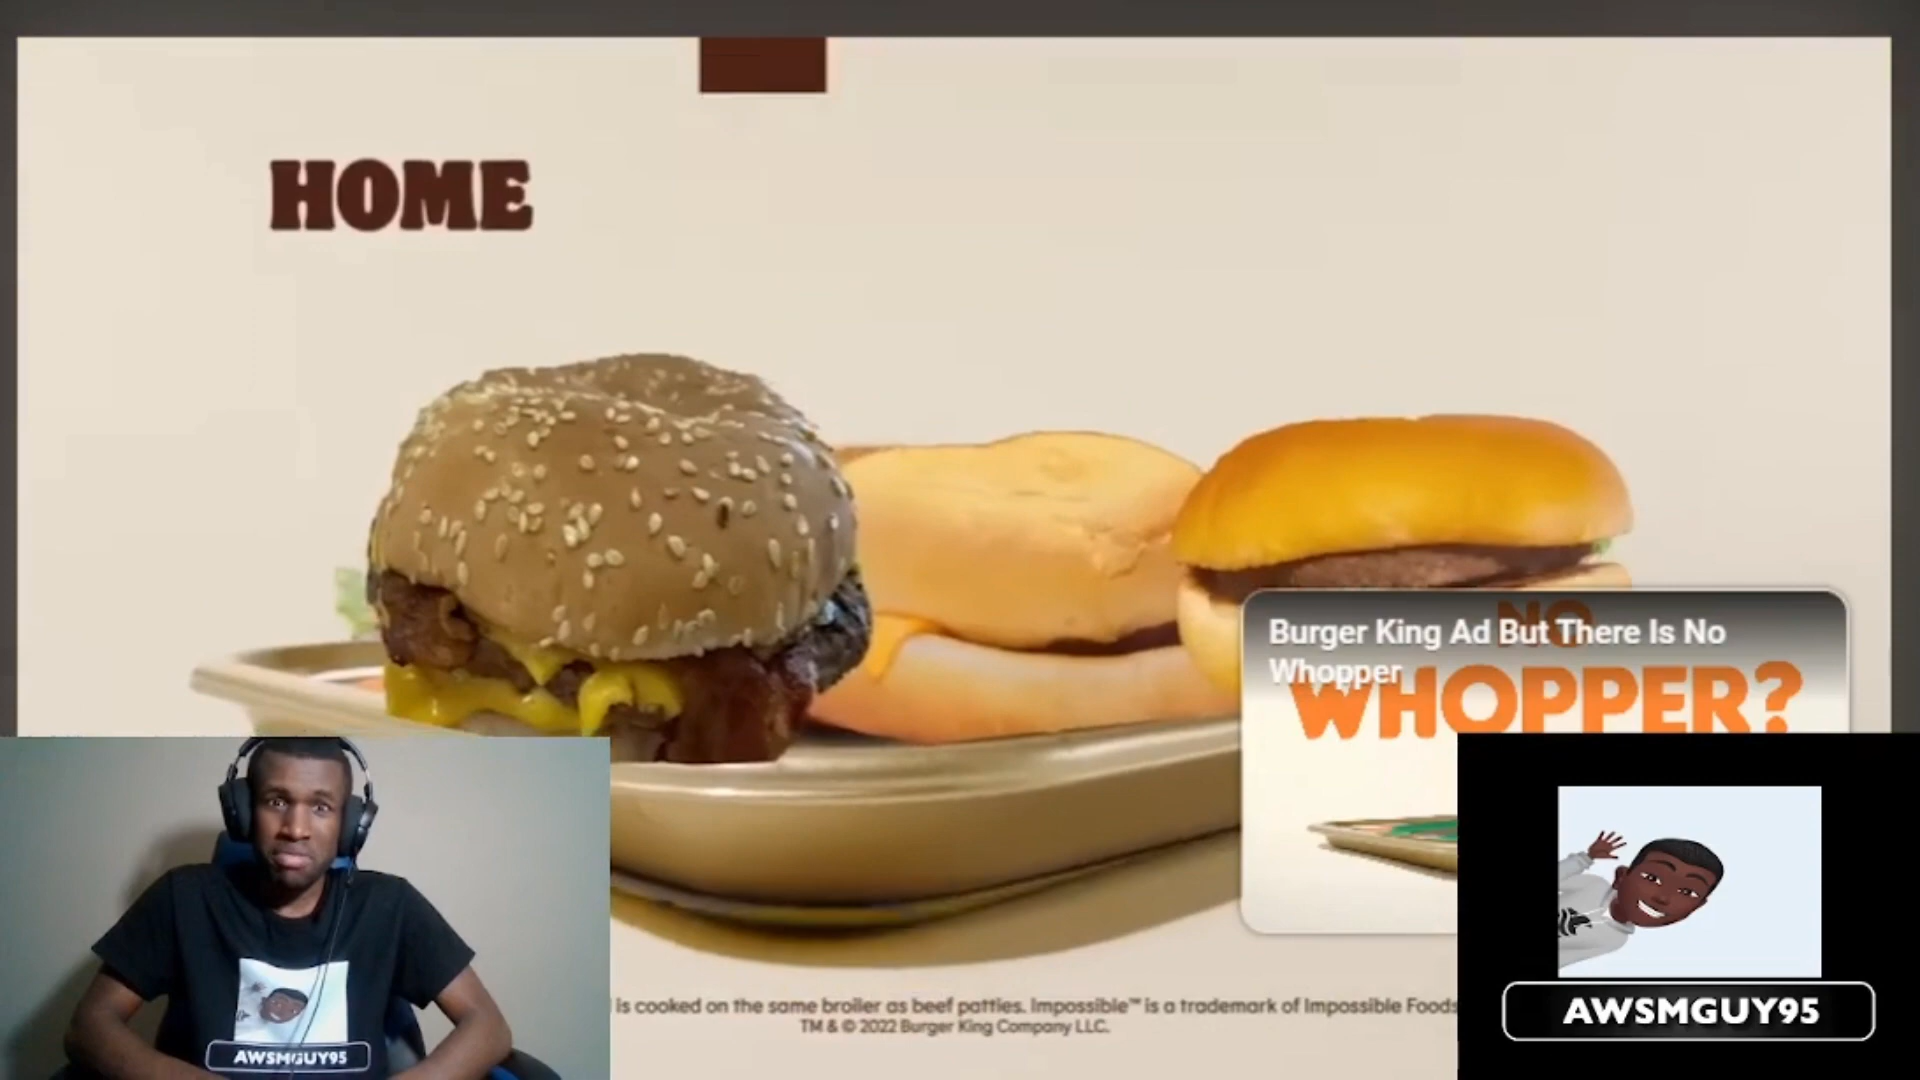 HOME
NO
Burger King Ad But There Is No
Whopper
WHOPPER?
is cooked on the same broiler as beef patties. Impossible™ is a trademark of Impossible Foods
TM & © 2022 Burger King Company LLC.
AWSMGUY95
AWSMGUY95